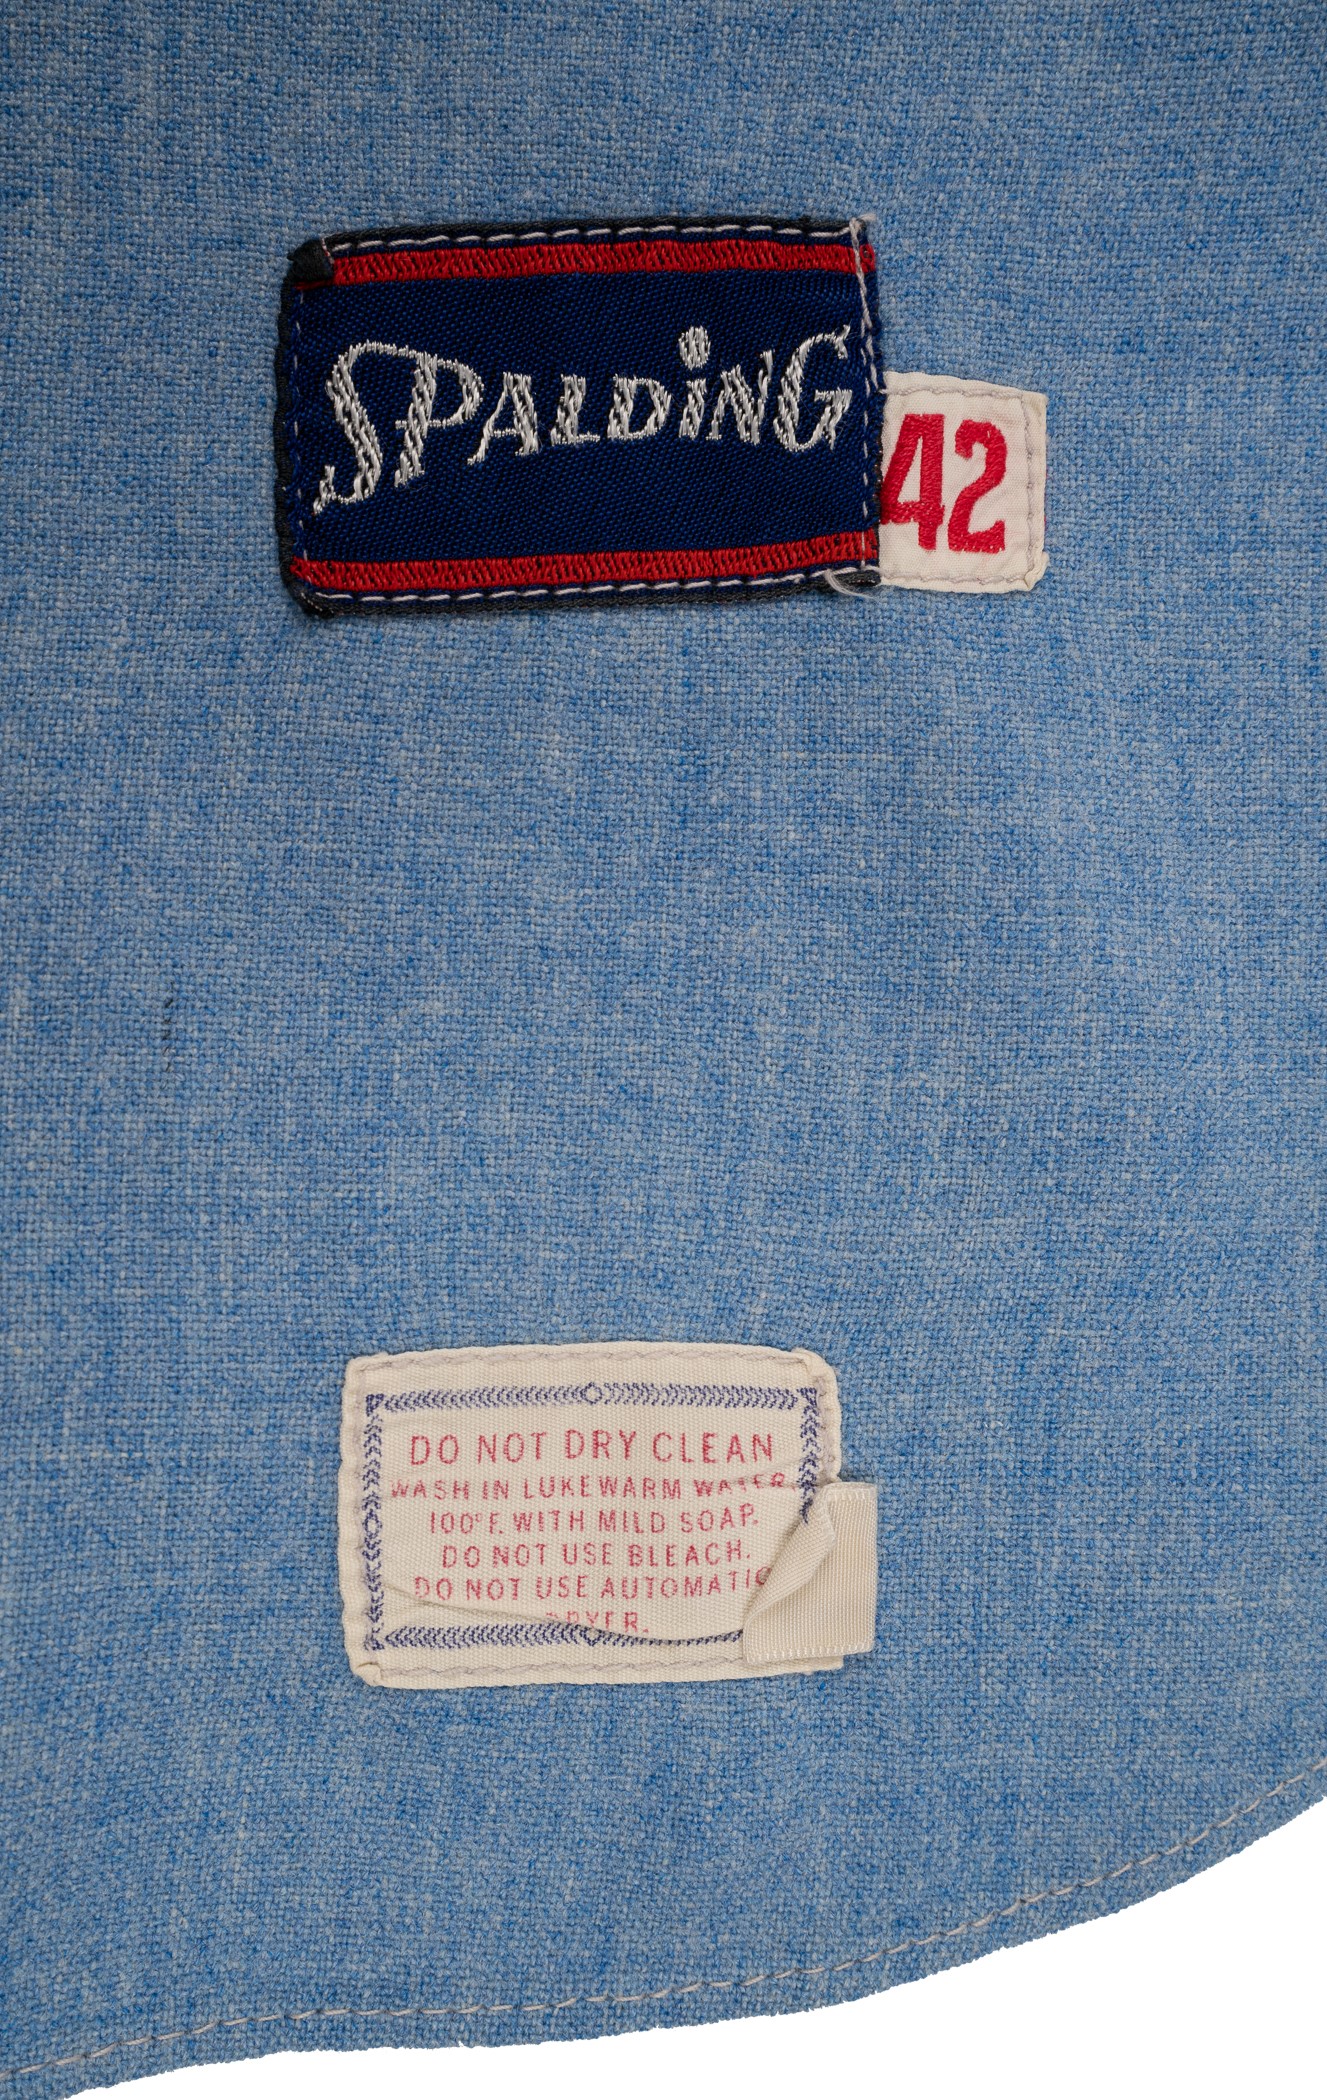 SPALDiNG
42
DO NOT DRY CLEAN
WASH IN LUKEWARM WATER
100° F. WITH MILD SOAP.
DO NOT USE BLEACH.
DO NOT USE AUTOMATIC
DRYER.